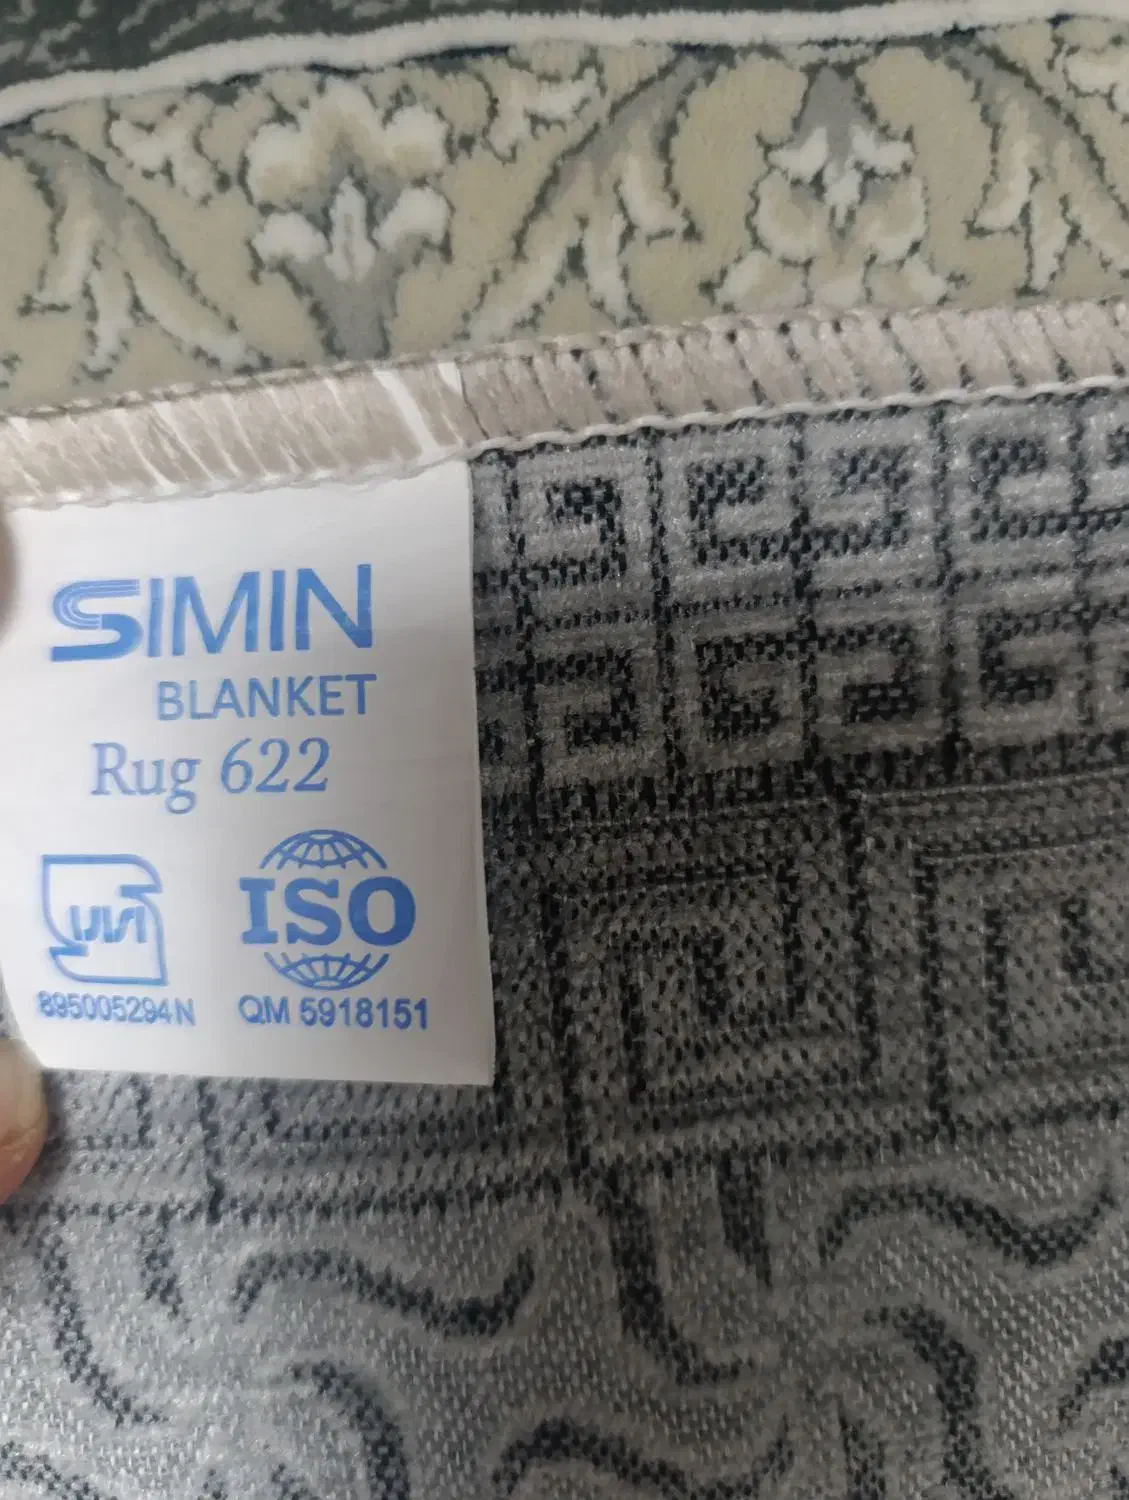 SIMIN
BLANKET
Rug 622
ISO
895005294N
QM 5918151